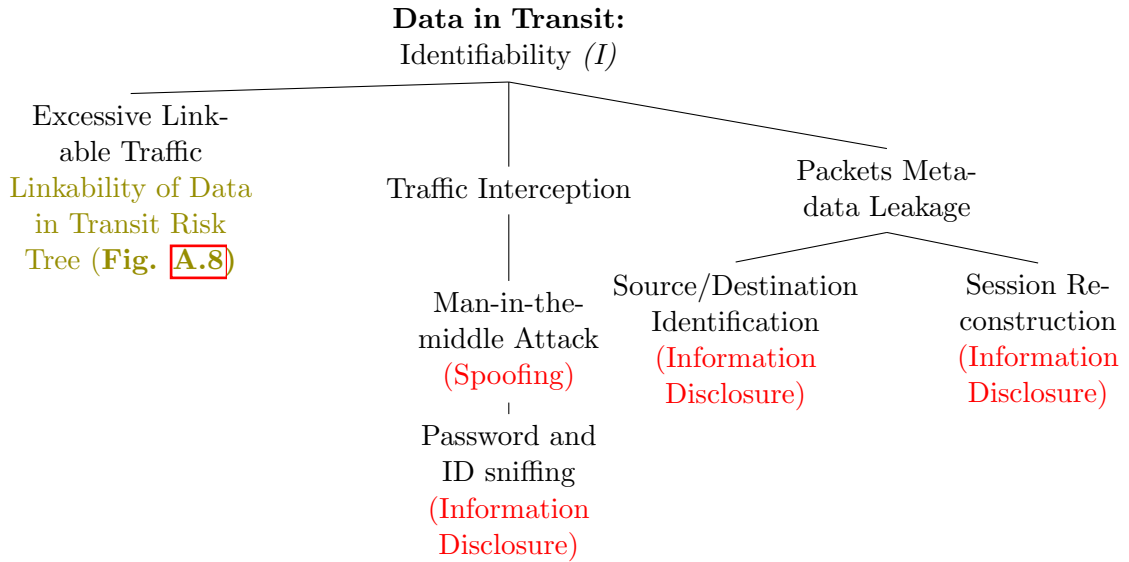 Data in Transit:
Identifiability (I)
Excessive Link-
able Traffic
Linkability of Data
in Transit Risk
Tree (Fig. A.8)
Traffic Interception
Man-in-the-
middle Attack
(Spoofing)
Password and
ID sniffing
(Information
Disclosure)
Packets Meta-
data Leakage
Source/Destination
Identification
(Information
Disclosure)
Session Re-
construction
(Information
Disclosure)